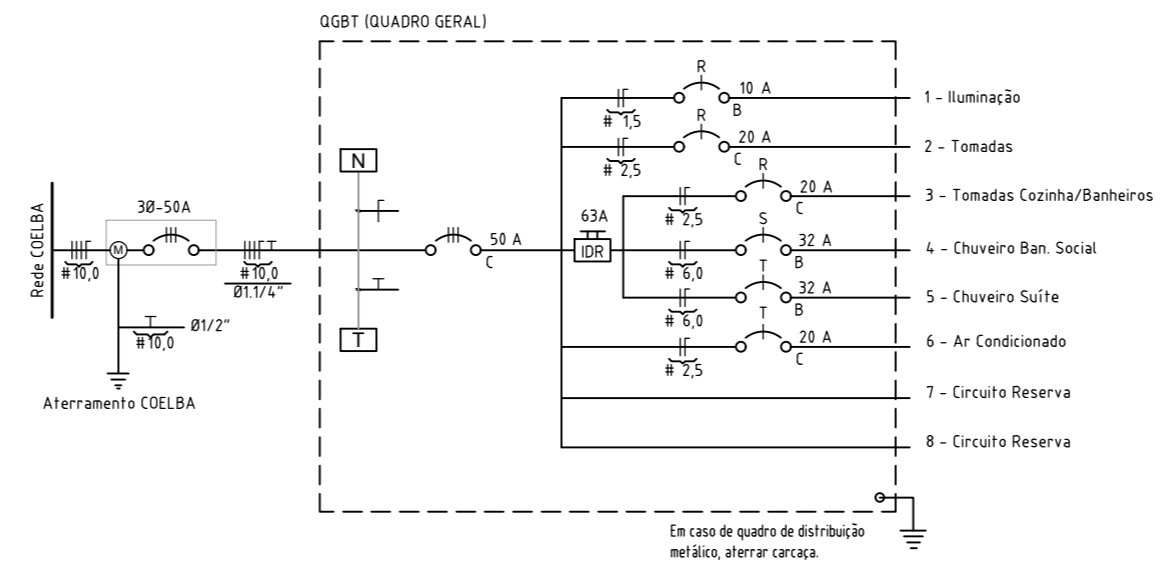 QGBT (QUADRO GERAL)
R
10 A
B
# 1,5
1 - Iluminação
R
20 A
C
# 2,5
2 - Tomadas
N
R
20 A
C
# 2,5
3 - Tomadas Cozinha/Banheiros
Rede COELBA
#10,0
3Ø-50A
M
#10,0
Ø1.1/4"
50 A
C
63A
IDR
S
32 A
B
# 6,0
4 - Chuveiro Ban. Social
T
32 A
B
# 6,0
5 - Chuveiro Suíte
#10,0
Ø1/2"
Aterramento COELBA
T
T
20 A
C
# 2,5
6 - Ar Condicionado
7 - Circuito Reserva
8 - Circuito Reserva
Em caso de quadro de distribuição
metálico, aterrar carcaça.